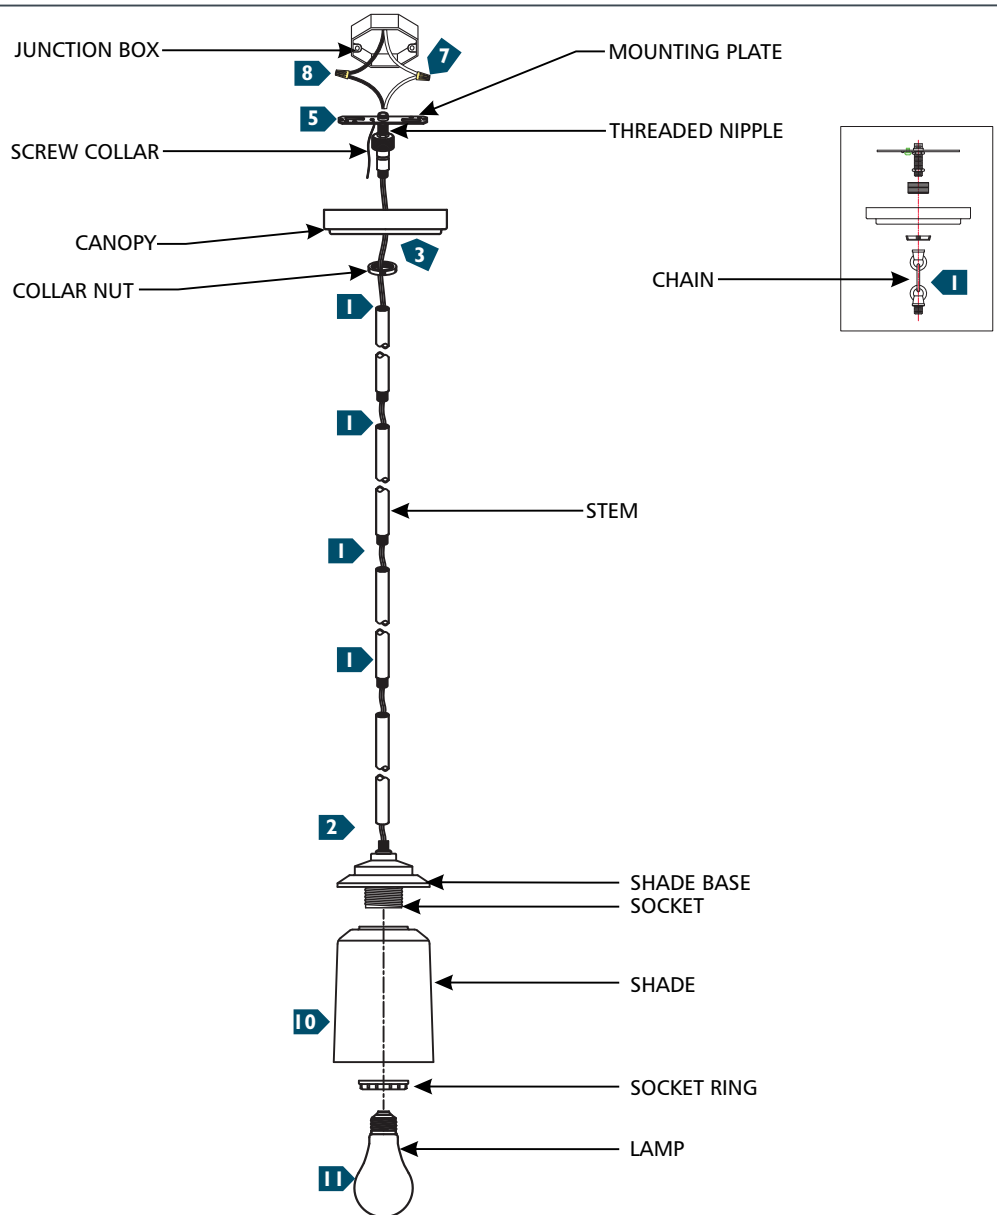 JUNCTION BOX
7
MOUNTING PLATE
8
5
THREADED NIPPLE
SCREW COLLAR
CANOPY
3
COLLAR NUT
CHAIN
1
1
1
STEM
1
1
2
SHADE BASE
SOCKET
SHADE
10
SOCKET RING
LAMP
11